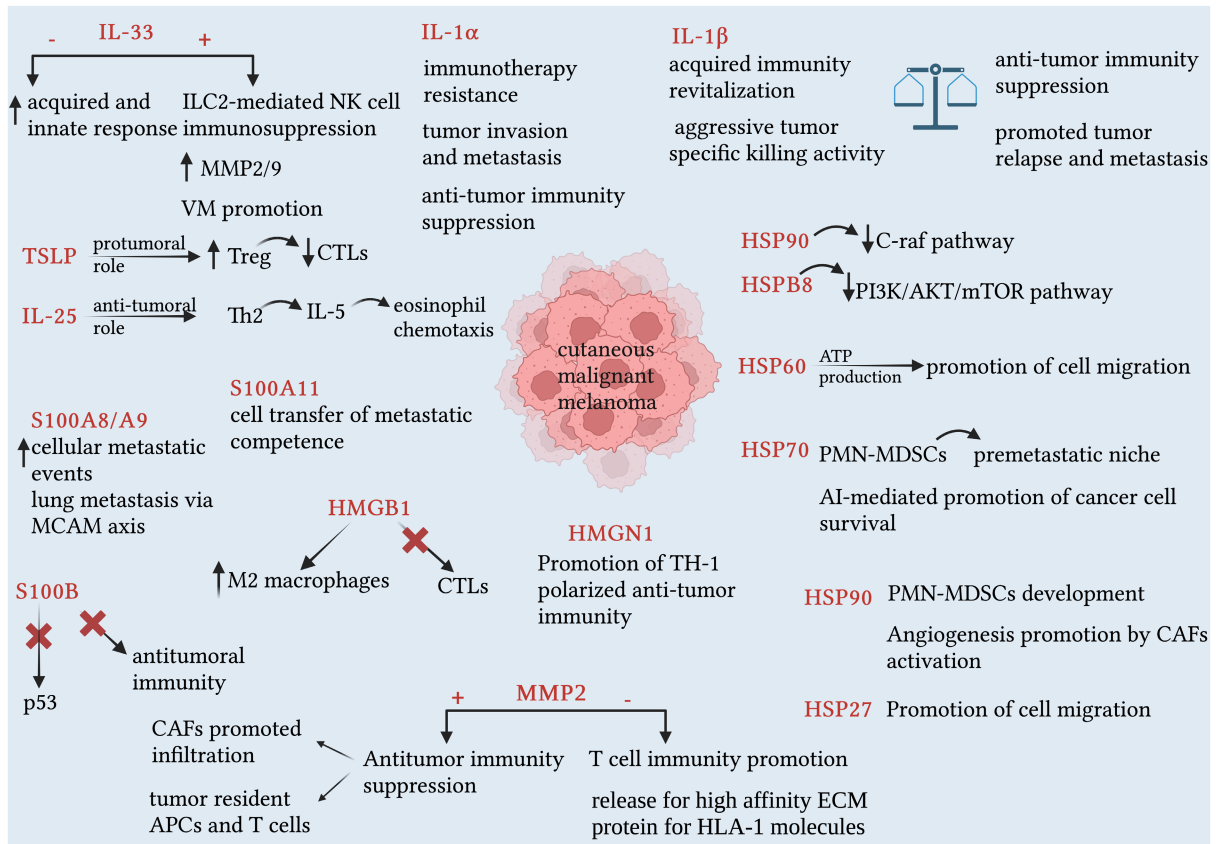 IL-33
- +
acquired and
innate response
ILC2-mediated NK cell
immunosuppression
MMP2/9
VM promotion
IL-1α
immunotherapy
resistance
tumor invasion
and metastasis
anti-tumor immunity
suppression
IL-1β
acquired immunity
revitalization
aggressive tumor
specific killing activity
anti-tumor immunity
suppression
promoted tumor
relapse and metastasis
TSLP
protumoral
role
Treg
CTLs
IL-25
anti-tumoral
role
Th2
IL-5
eosinophil
chemotaxis
HSP90
C-raf pathway
HSPB8
PI3K/AKT/mTOR pathway
cutaneous
malignant
melanoma
HSP60
ATP
production
promotion of cell migration
S100A11
cell transfer of metastatic
competence
S100A8/A9
cellular metastatic
events
lung metastasis via
MCAM axis
HSP70
PMN-MDSCs
premetastatic niche
AI-mediated promotion of cancer cell
survival
HMGB1
M2 macrophages
CTLs
HMGN1
Promotion of TH-1
polarized anti-tumor
immunity
S100B
p53
antitumoral
immunity
HSP90
PMN-MDSCs development
Angiogenesis promotion by CAFs
activation
HSP27
Promotion of cell migration
MMP2
+ -
CAFs promoted
infiltration
tumor resident
APCs and T cells
Antitumor immunity
suppression
T cell immunity promotion
release for high affinity ECM
protein for HLA-1 molecules